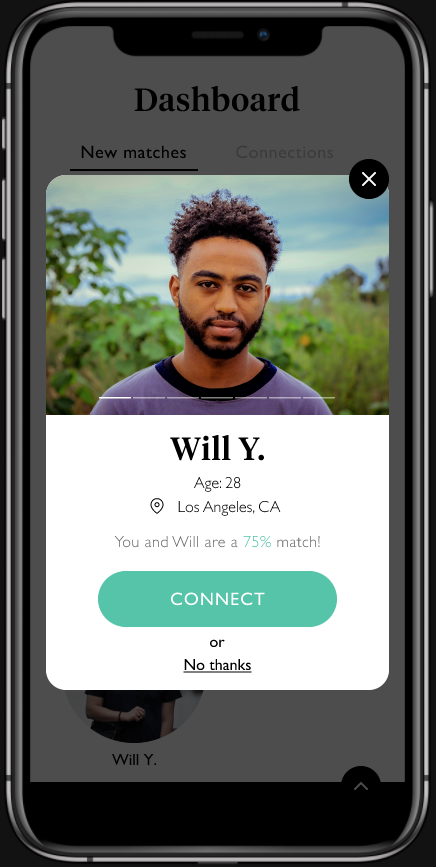 Dashboard
New matches
Connections
Will Y.
Age: 28
Los Angeles, CA
You and Will are a 75% match!
CONNECT
or
No thanks
Will Y.